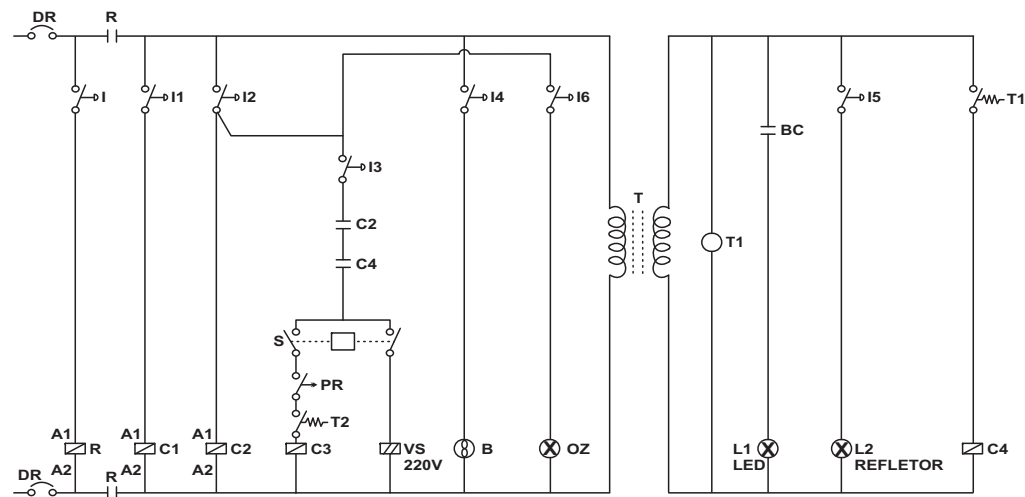 DR R
I I1 I2 I4 I6 I5 T1
BC
I3
T
C2
T1
C4
S
PR
T2
A1 A1 A1
R C1 C2 C3 VS B OZ L1 L2 C4
220V LED REFLETOR
A2 A2 A2
DR R